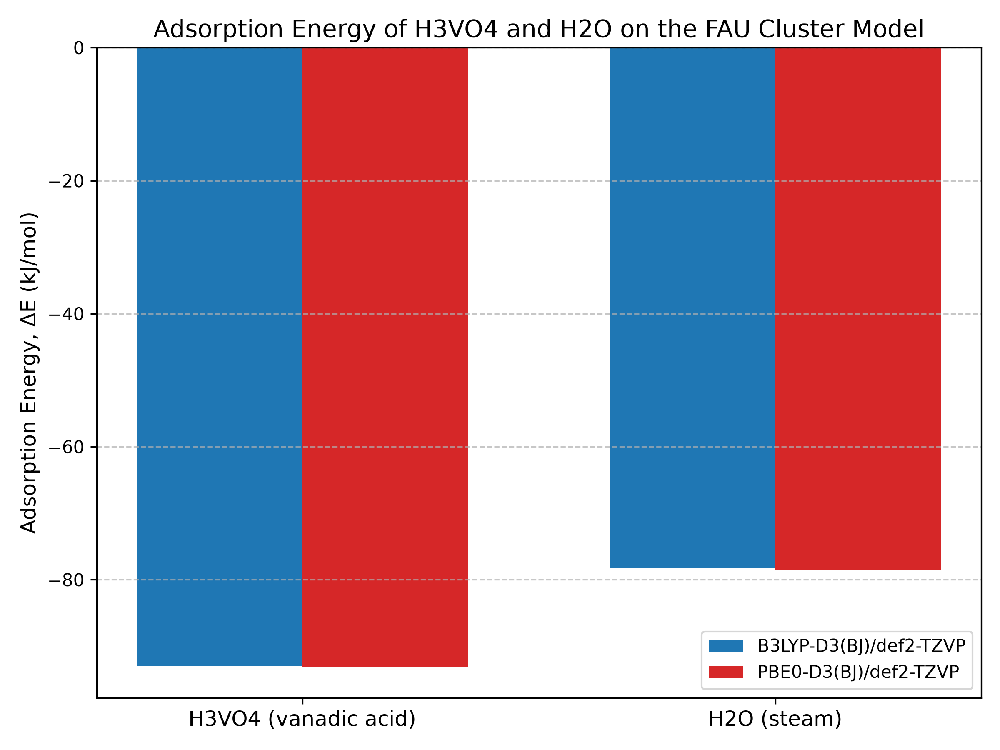 Adsorption Energy of H3VO4 and H2O on the FAU Cluster Model
Adsorption Energy, ΔE (kJ/mol)
0
−20
−40
−60
−80
H3VO4 (vanadic acid)
H2O (steam)
B3LYP-D3(BJ)/def2-TZVP
PBE0-D3(BJ)/def2-TZVP